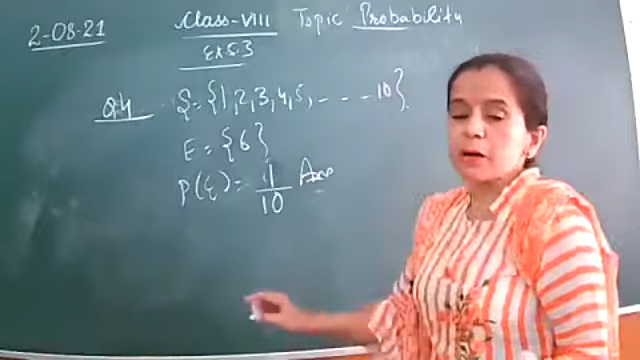 2-08-21 Class-VIII Topic Probability
Ex 5.3
Q4 S={1,2,3,4,5,----10}
E = {6}
P(E)= 1/10 Ans